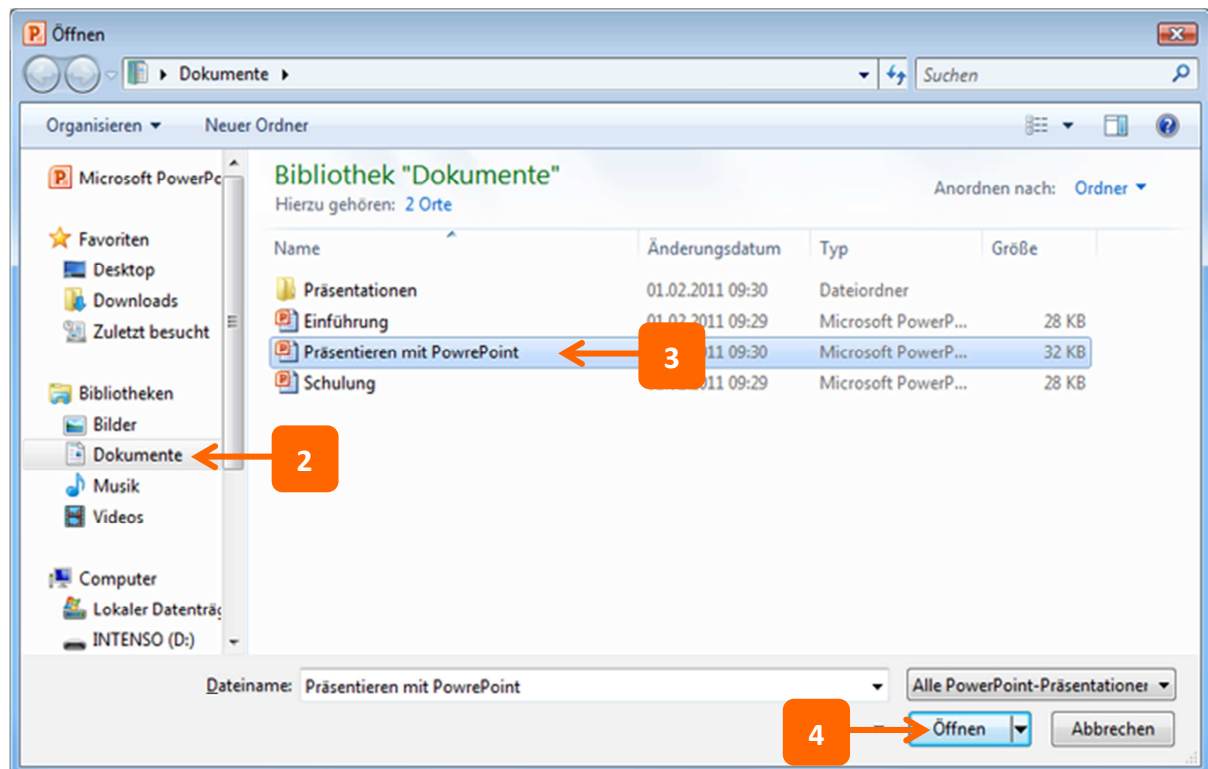 Öffnen
Dokumente
Suchen
Organisieren Neuer Ordner
Microsoft PowerPo
Favoriten
Desktop
Downloads
Zuletzt besucht
Bibliotheken
Bilder
Dokumente
Musik
Videos
Computer
Lokaler Datenträg
INTENSO (D:)
2
Bibliothek "Dokumente"
Hierzu gehören: 2 Orte
Anordnen nach: Ordner
Name Änderungsdatum Typ Größe
Präsentationen 01.02.2011 09:30 Dateiordner
Einführung 01.02.2011 09:29 Microsoft PowerP... 28 KB
Präsentieren mit PowrePoint 3 11 09:30 Microsoft PowerP... 32 KB
Schulung 2011 09:29 Microsoft PowerP... 28 KB
Dateiname: Präsentieren mit PowrePoint Alle PowerPoint-Präsentationen
4 Öffnen Abbrechen